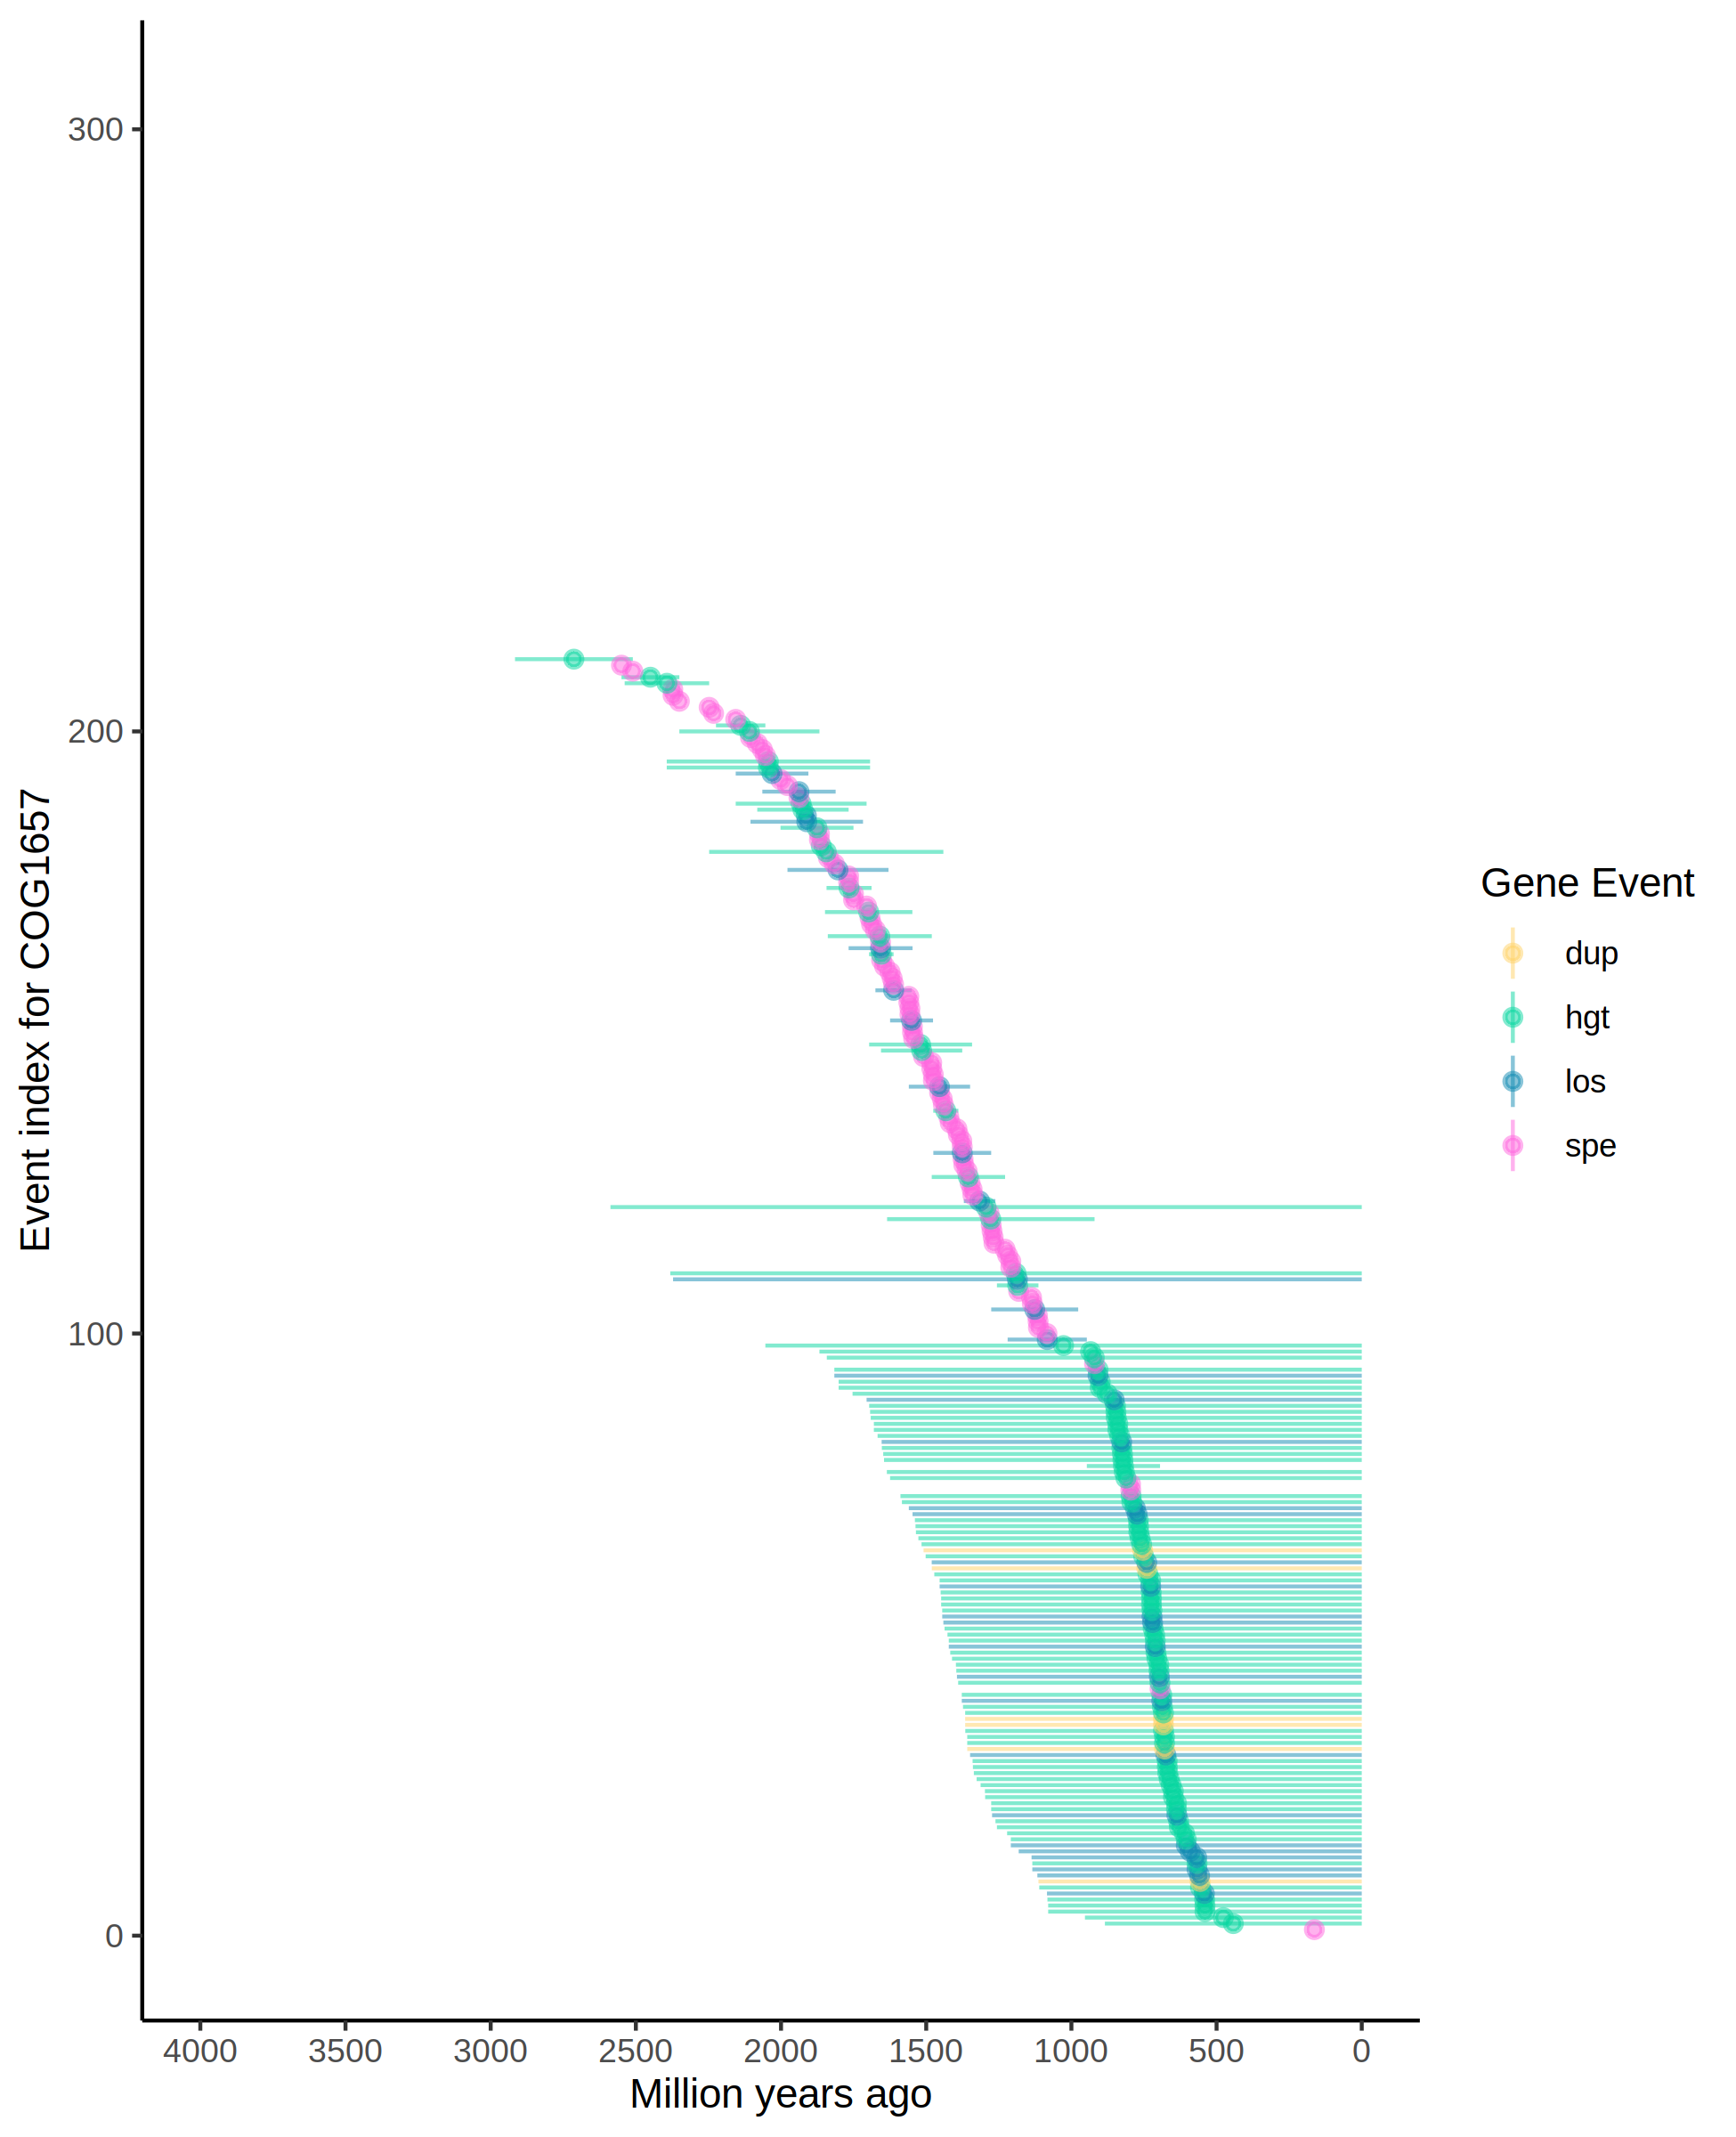 300
200
100
0
Event index for COG1657
4000 3500 3000 2500 2000 1500 1000 500 0
Million years ago
Gene Event
dup
hgt
los
spe